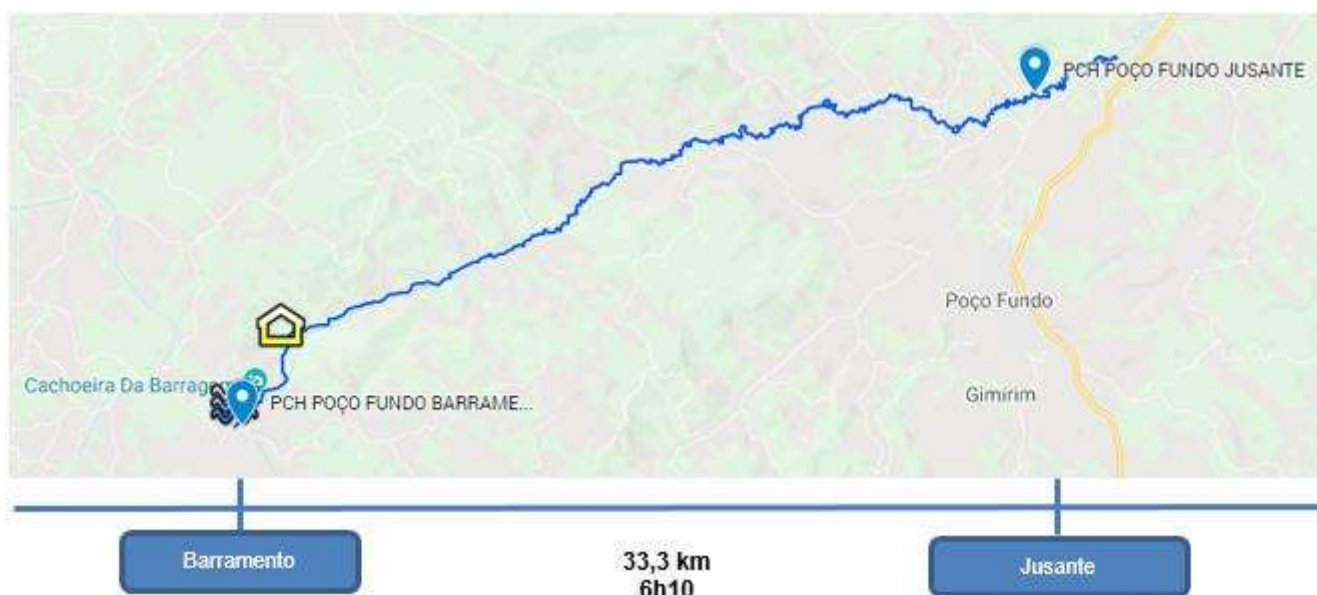 PCH POÇO FUNDO JUSANTE
Poço Fundo
Cachoeira Da Barragem
PCH POÇO FUNDO BARRAME...
Gimirim
Barramento
33,3 km
6h10
Jusante